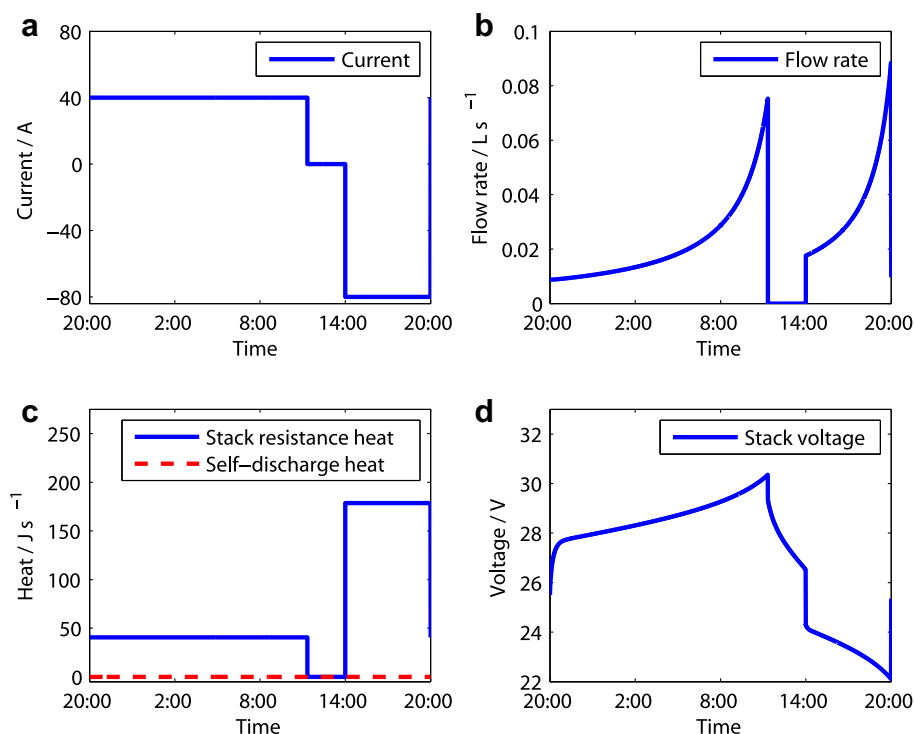 a
80
40
0
−40
−80
Current / A
Current
20:00 2:00 8:00 14:00 20:00
Time
b
0.1
0.08
0.06
0.04
0.02
0
Flow rate / L s −1
Flow rate
20:00 2:00 8:00 14:00 20:00
Time
c
250
200
150
100
50
0
Heat / J s −1
Stack resistance heat
Self−discharge heat
20:00 2:00 8:00 14:00 20:00
Time
d
32
30
28
26
24
22
Voltage / V
Stack voltage
20:00 2:00 8:00 14:00 20:00
Time